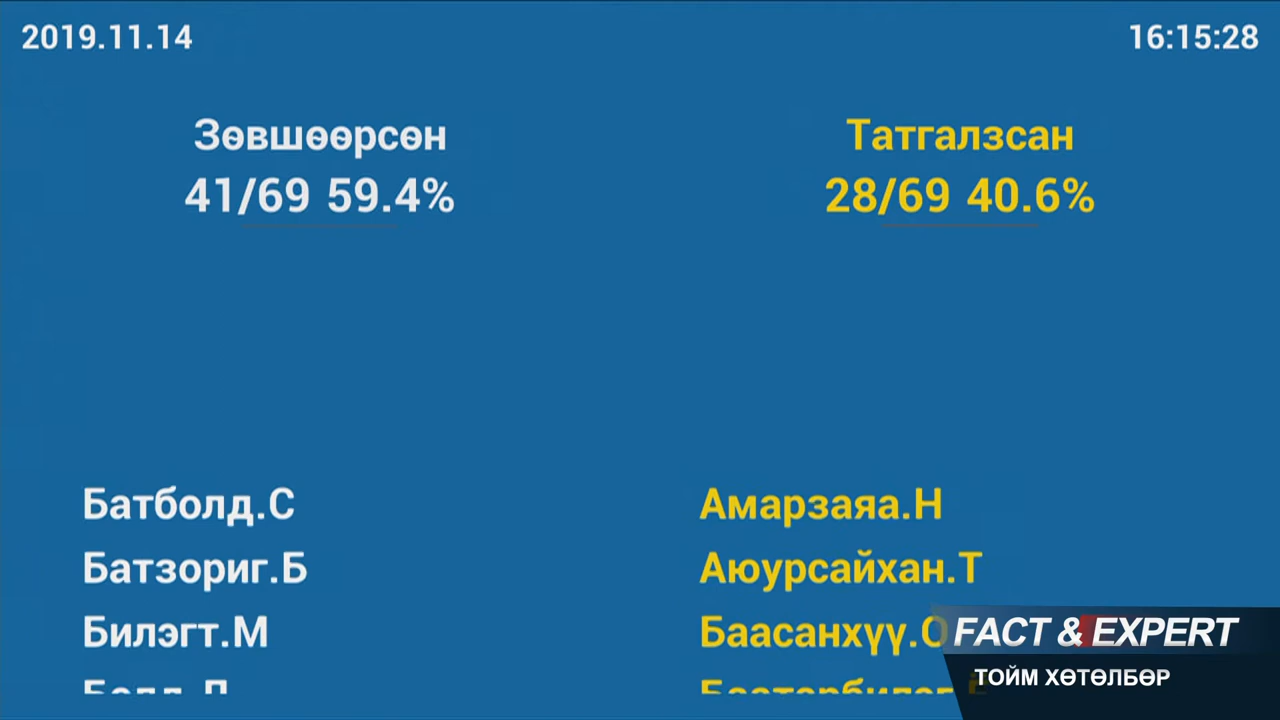 2019.11.14
16:15:28
Зөвшөөрсөн
41/69 59.4%
Татгалзсан
28/69 40.6%
Батболд.С
Амарзаяа.Н
Батзориг.Б
Аюурсайхан.Т
Билэгт.М
Баасанхүү.О
FACT & EXPERT
ТОЙМ ХӨТӨЛБӨР